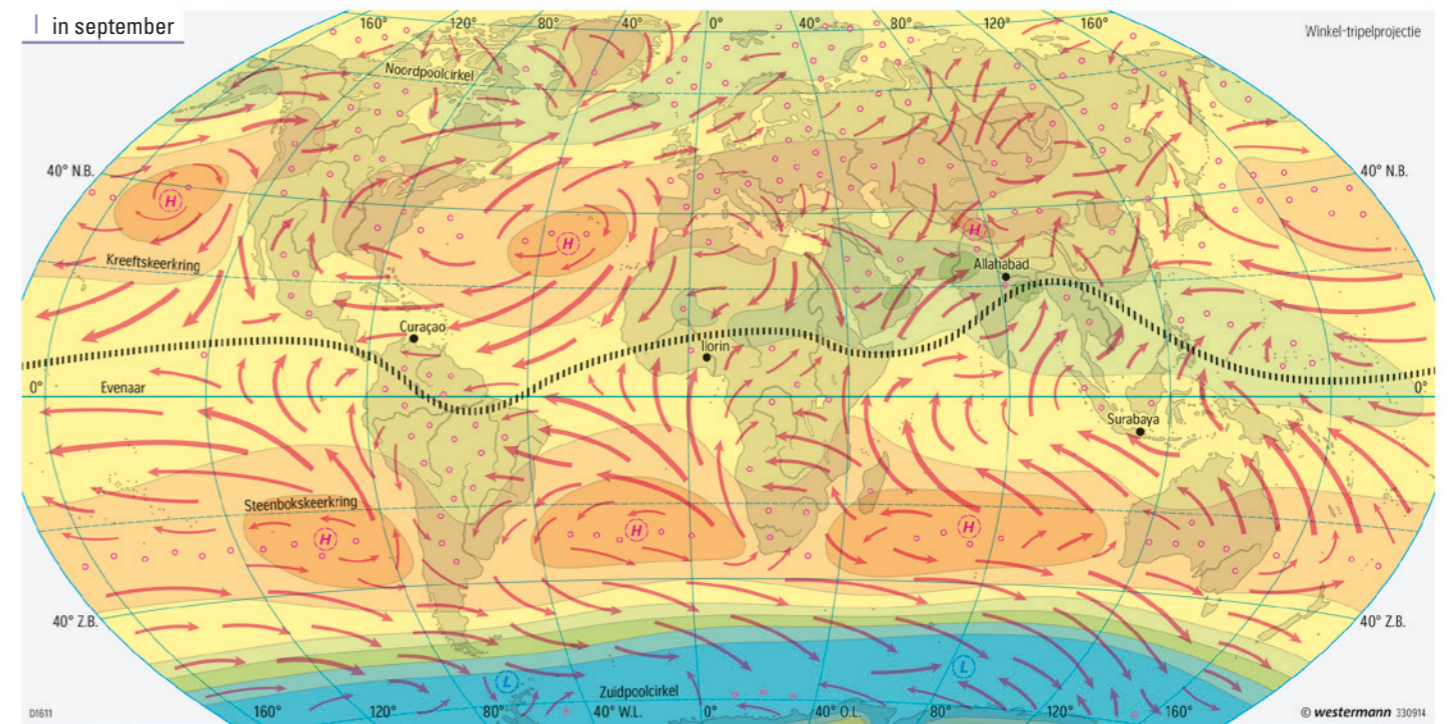 I in september
160° 120° 80° 40° 0° 40° 80° 120° 160°
Winkel-tripelprojectie
Noordpoolcirkel
40° N.B.
40° N.B.
H
H
H
Kreeftskeerkring
Allahabad
Curaçao
Ilorin
0°
Evenaar
0°
Surabaya
Steenbokskeerkring
H
H
H
40° Z.B.
40° Z.B.
L
L
Zuidpoolcirkel
D1611
160° 120° 80° 40° W.L. 0° 40° O.L. 80° 120° 160°
© westermann 330914